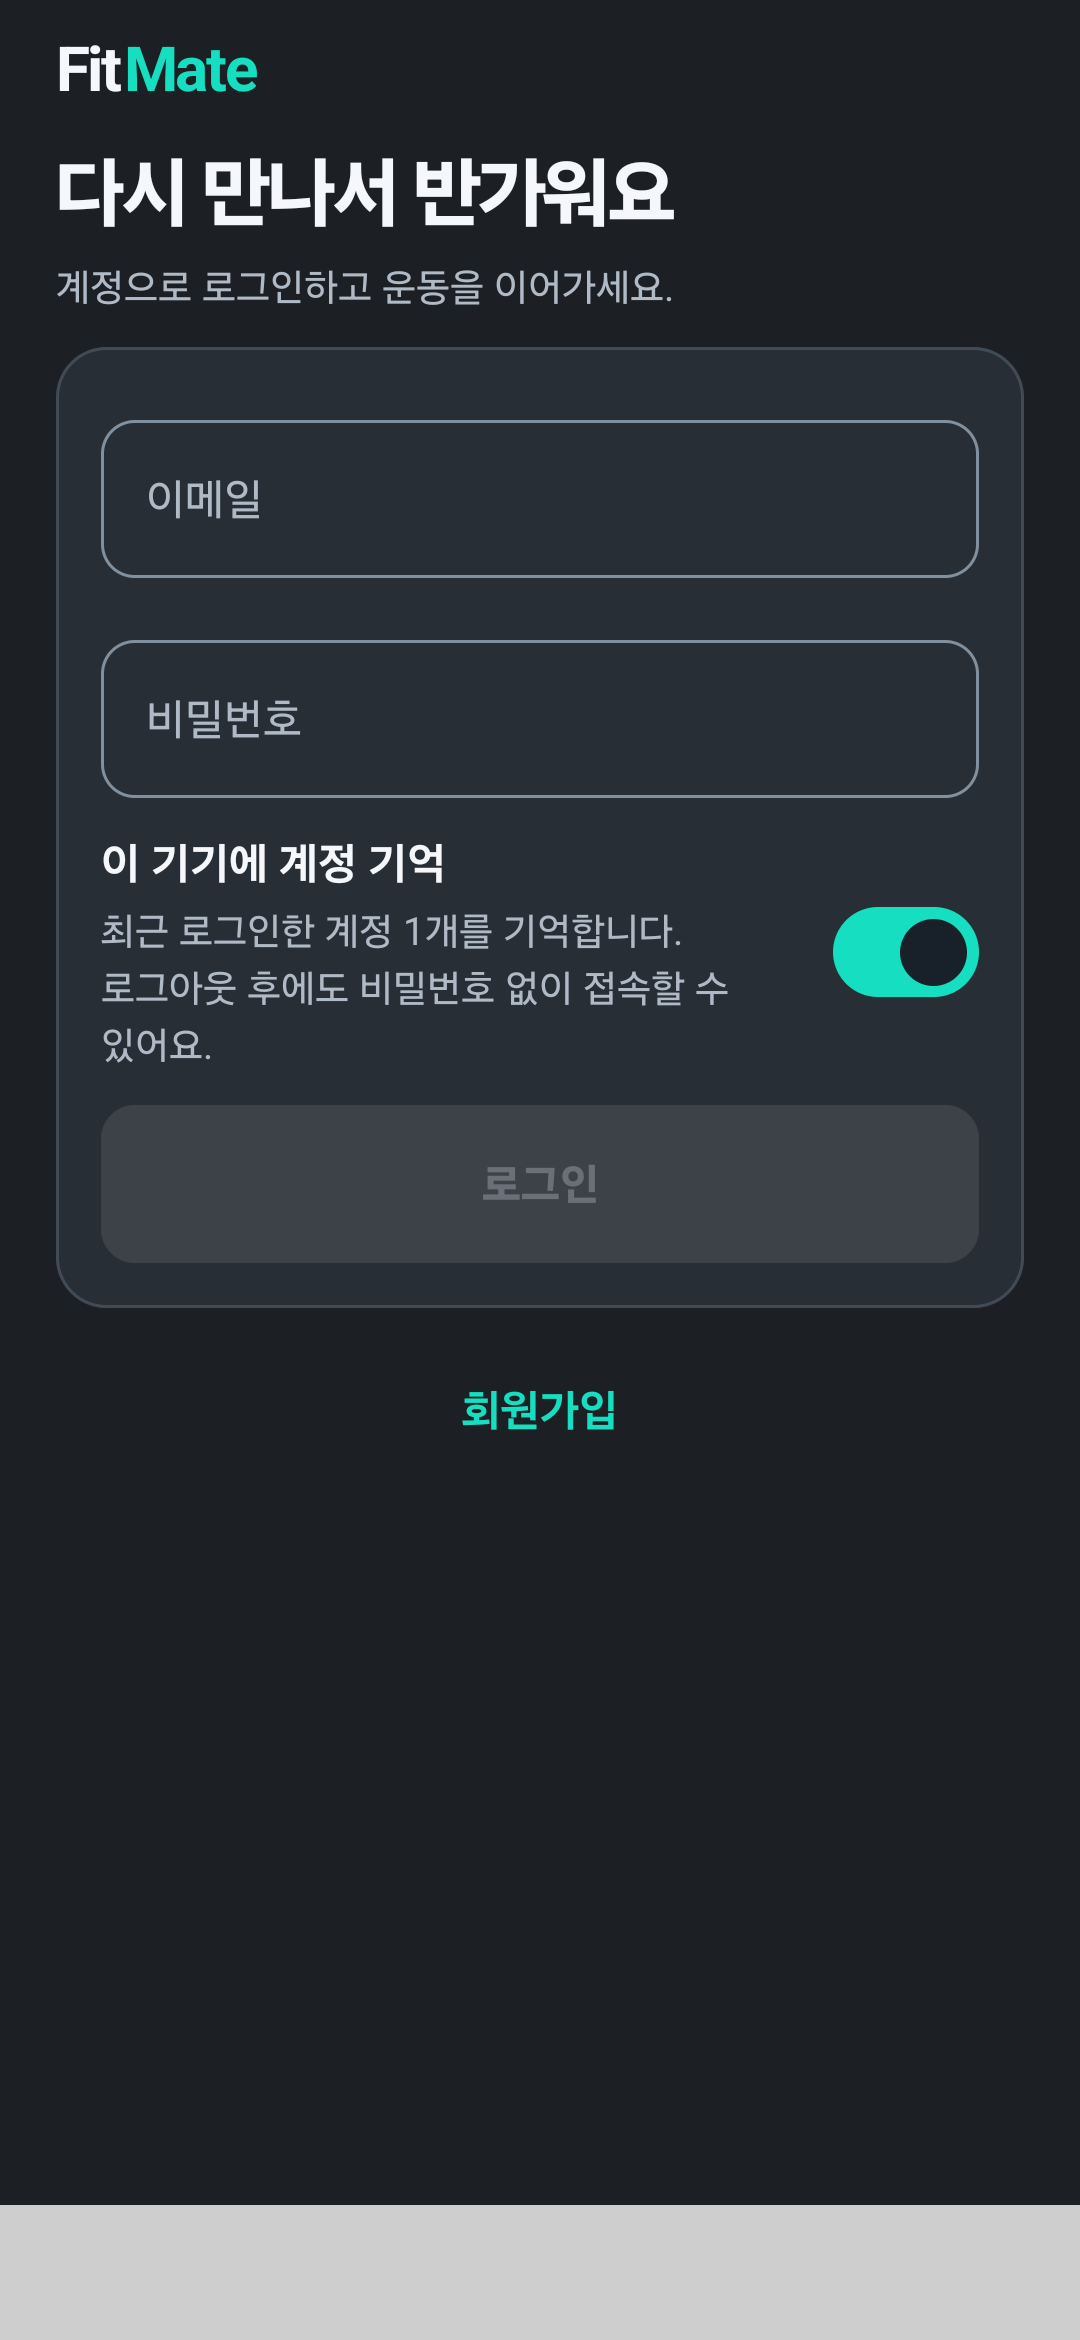 FitMate
다시 만나서 반가워요
계정으로 로그인하고 운동을 이어가세요.
이메일
비밀번호
이 기기에 계정 기억
최근 로그인한 계정 1개를 기억합니다.
로그아웃 후에도 비밀번호 없이 접속할 수
있어요.
로그인
회원가입